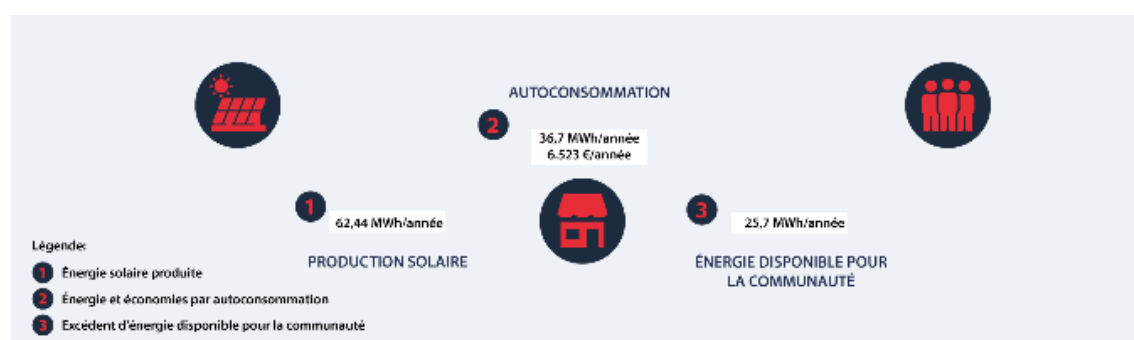 AUTOCONSOMMATION
2
36,7 MWh/année
6.523 €/année
1
62,44 MWh/année
PRODUCTION SOLAIRE
3
25,7 MWh/année
ÉNERGIE DISPONIBLE POUR
LA COMMUNAUTÉ
Légende:
1 Énergie solaire produite
2 Énergie et économies par autoconsommation
3 Excédent d'énergie disponible pour la communauté